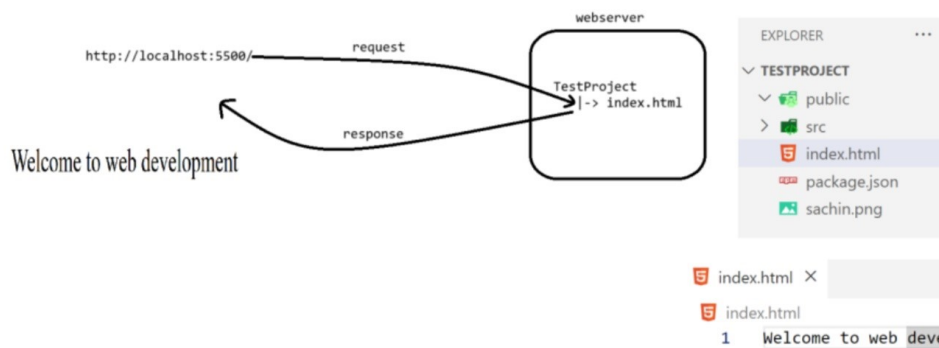 webserver
http://localhost:5500/
request
TestProject
|-> index.html
response
Welcome to web development
EXPLORER ...
TESTPROJECT
public
src
index.html
package.json
sachin.png
index.html ×
index.html
1 Welcome to web deve